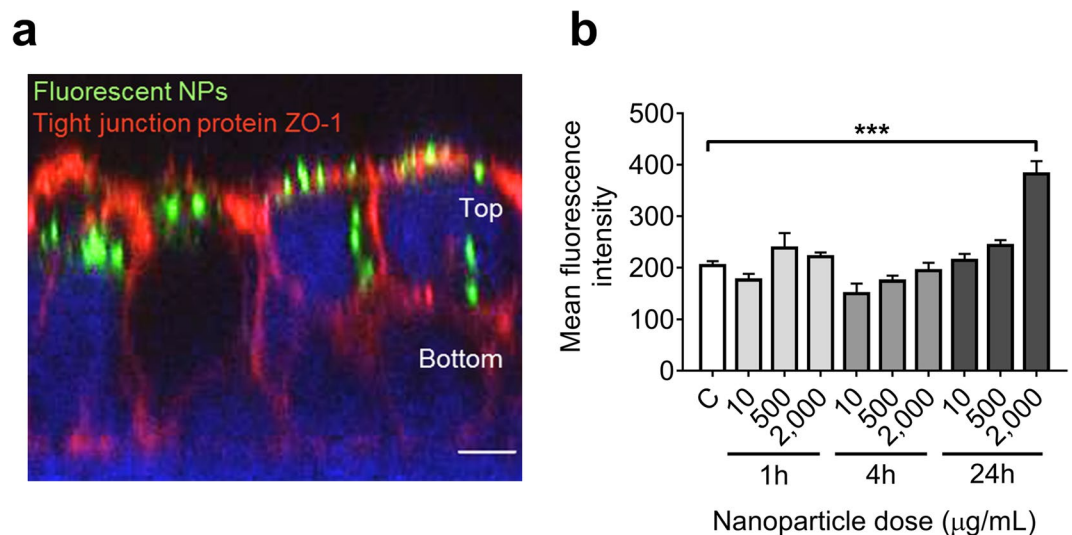 a
Fluorescent NPs
Tight junction protein ZO-1
Top
Bottom
b
Mean fluorescence
intensity
500
400
300
200
100
0
***
C
10
500
2,000
10
500
2,000
10
500
2,000
1h
4h
24h
Nanoparticle dose (µg/mL)